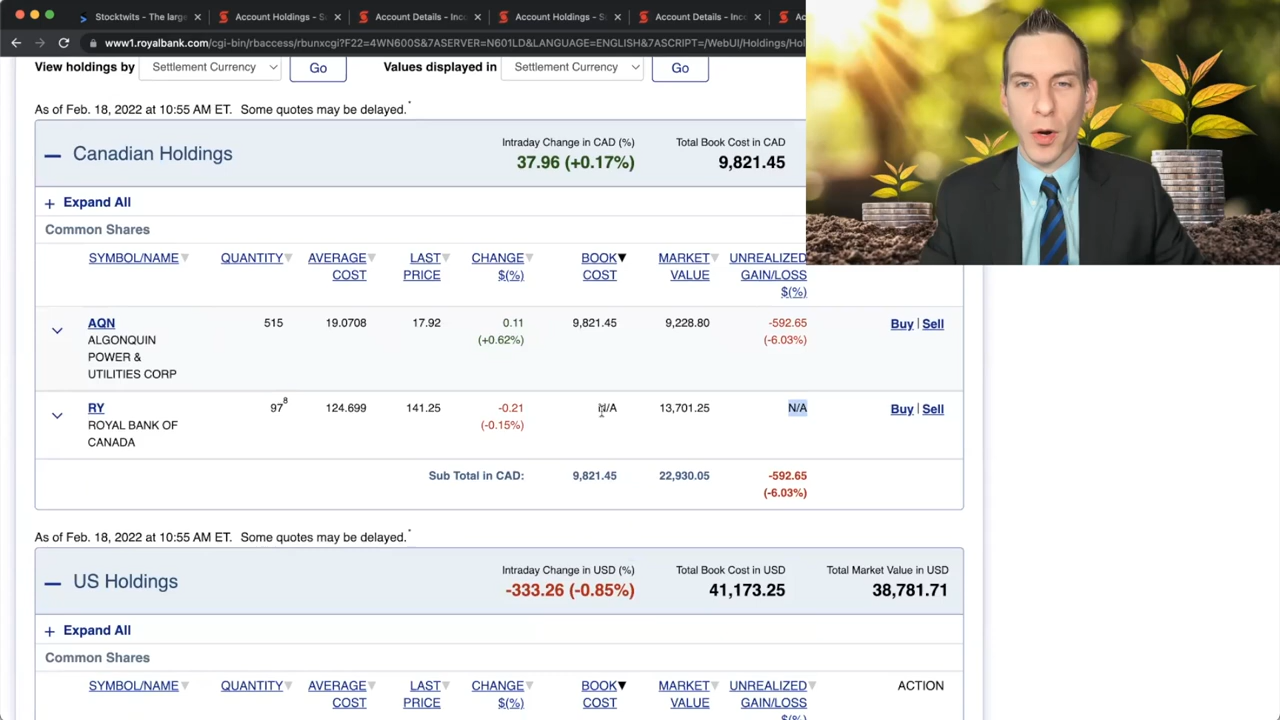 Stockwits - The large
Account Holdings - S
Account Details - Inc
Account Holdings - S
Account Details - Inc
www1.royalbank.com/cgi-bin/rbaccess/rbunxcgi?F22=4WN600S&7ASERVER=N601LD&LANGUAGE=ENGLISH&7ASCRIPT=/WebUI/Holdings/Hol
View holdings by Settlement Currency Go Values displayed in Settlement Currency Go
As of Feb. 18, 2022 at 10:55 AM ET. Some quotes may be delayed.*
Canadian Holdings
Intraday Change in CAD (%)
37.96 (+0.17%)
Total Book Cost in CAD
9,821.45
+ Expand All
Common Shares
SYMBOL/NAME QUANTITY AVERAGE COST LAST PRICE CHANGE $(%) BOOK COST MARKET VALUE UNREALIZED GAIN/LOSS $(%)
AQN 515 19.0708 17.92 0.11 9,821.45 9,228.80 -592.65 Buy | Sell
ALGONQUIN (+0.62%) (-6.03%)
POWER &
UTILITIES CORP
RY 97 8 124.699 141.25 -0.21 N/A 13,701.25 N/A Buy | Sell
ROYAL BANK OF (-0.15%)
CANADA
Sub Total in CAD: 9,821.45 22,930.05 -592.65
(-6.03%)
As of Feb. 18, 2022 at 10:55 AM ET. Some quotes may be delayed.*
US Holdings
Intraday Change in USD (%)
-333.26 (-0.85%)
Total Book Cost in USD
41,173.25
Total Market Value in USD
38,781.71
+ Expand All
Common Shares
SYMBOL/NAME QUANTITY AVERAGE COST LAST PRICE CHANGE $(%) BOOK COST MARKET VALUE UNREALIZED GAIN/LOSS $(%) ACTION